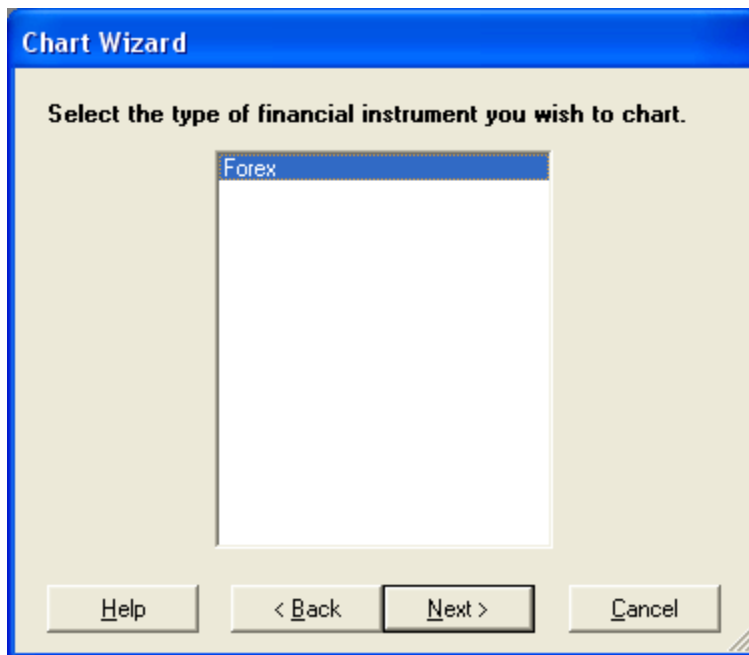 Chart Wizard
Select the type of financial instrument you wish to chart.
Forex
Help
< Back
Next >
Cancel